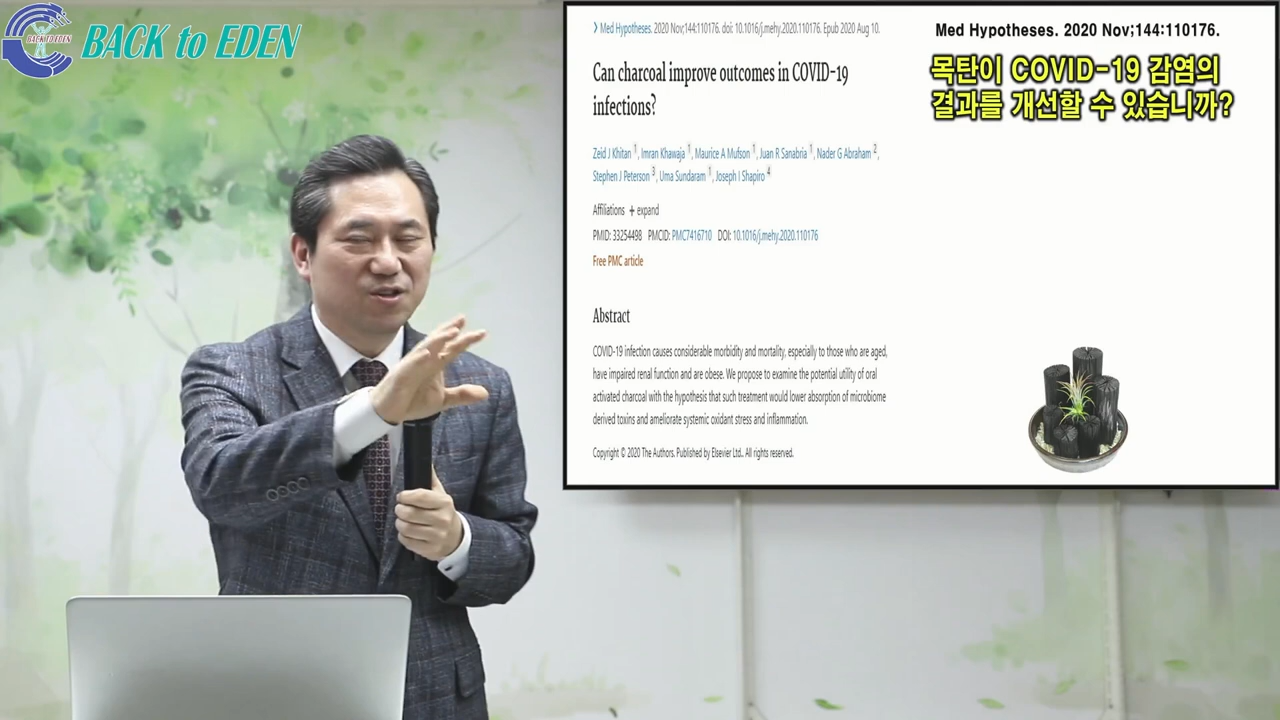 BACK TO EDEN
BACK to EDEN
Med Hypotheses. 2020 Nov;144:110176. doi: 10.1016/j.mehy.2020.110176. Epub 2020 Aug 10.
Can charcoal improve outcomes in COVID-19
infections?
Zeid J Khitan 1, Imran Khawaja 1, Maurice A Mufson 1, Juan R Sanabria 1, Nader G Abraham 2,
Stephen J Peterson 3, Uma Sundaram 1, Joseph I Shapiro 4
Affiliations + expand
PMID: 33254498 PMCID: PMC7416710 DOI: 10.1016/j.mehy.2020.110176
Free PMC article
Abstract
COVID-19 infection causes considerable morbidity and mortality, especially to those who are aged,
have impaired renal function and are obese. We propose to examine the potential utility of oral
activated charcoal with the hypothesis that such treatment would lower absorption of microbiome
derived toxins and ameliorate systemic oxidant stress and inflammation.
Copyright © 2020 The Authors. Published by Elsevier Ltd.. All rights reserved.
Med Hypotheses. 2020 Nov;144:110176.
목탄이 COVID-19 감염의
결과를 개선할 수 있습니까?